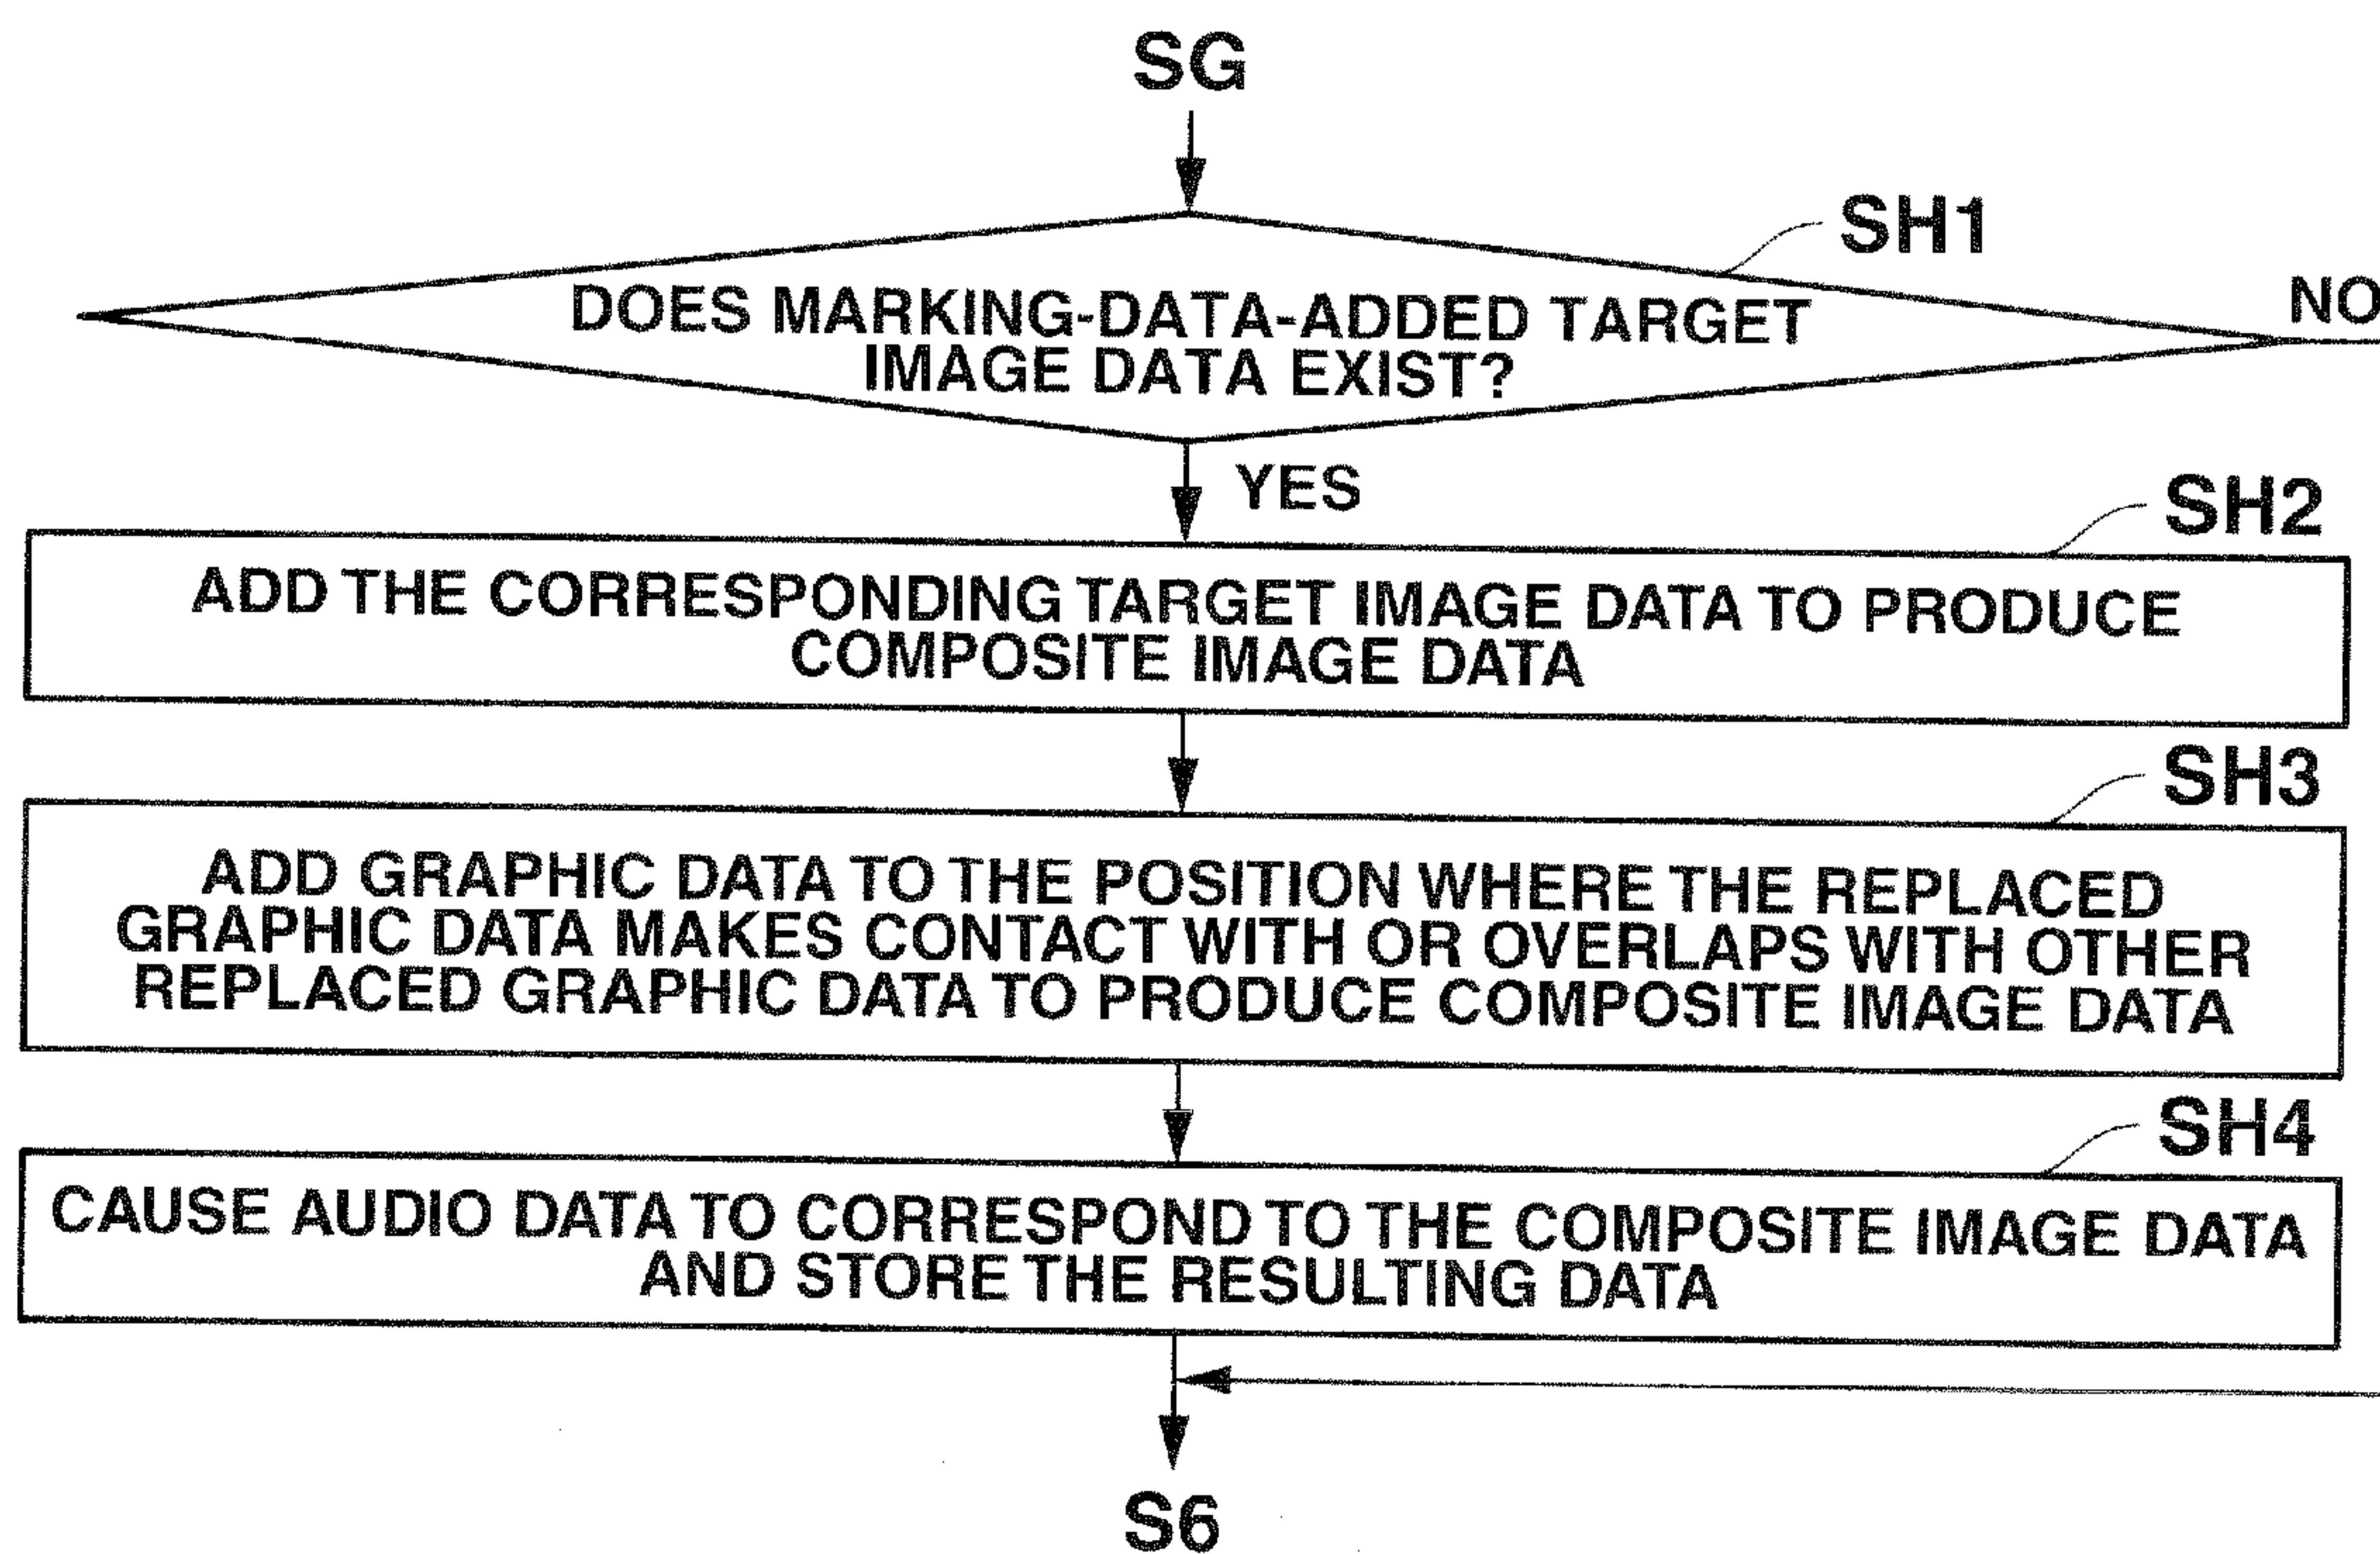 SG
SH1
DOES MARKING-DATA-ADDED TARGET
IMAGE DATA EXIST?
NO
YES
SH2
ADD THE CORRESPONDING TARGET IMAGE DATA TO PRODUCE
COMPOSITE IMAGE DATA
SH3
ADD GRAPHIC DATA TO THE POSITION WHERE THE REPLACED
GRAPHIC DATA MAKES CONTACT WITH OR OVERLAPS WITH OTHER
REPLACED GRAPHIC DATA TO PRODUCE COMPOSITE IMAGE DATA
SH4
CAUSE AUDIO DATA TO CORRESPOND TO THE COMPOSITE IMAGE DATA
AND STORE THE RESULTING DATA
S6